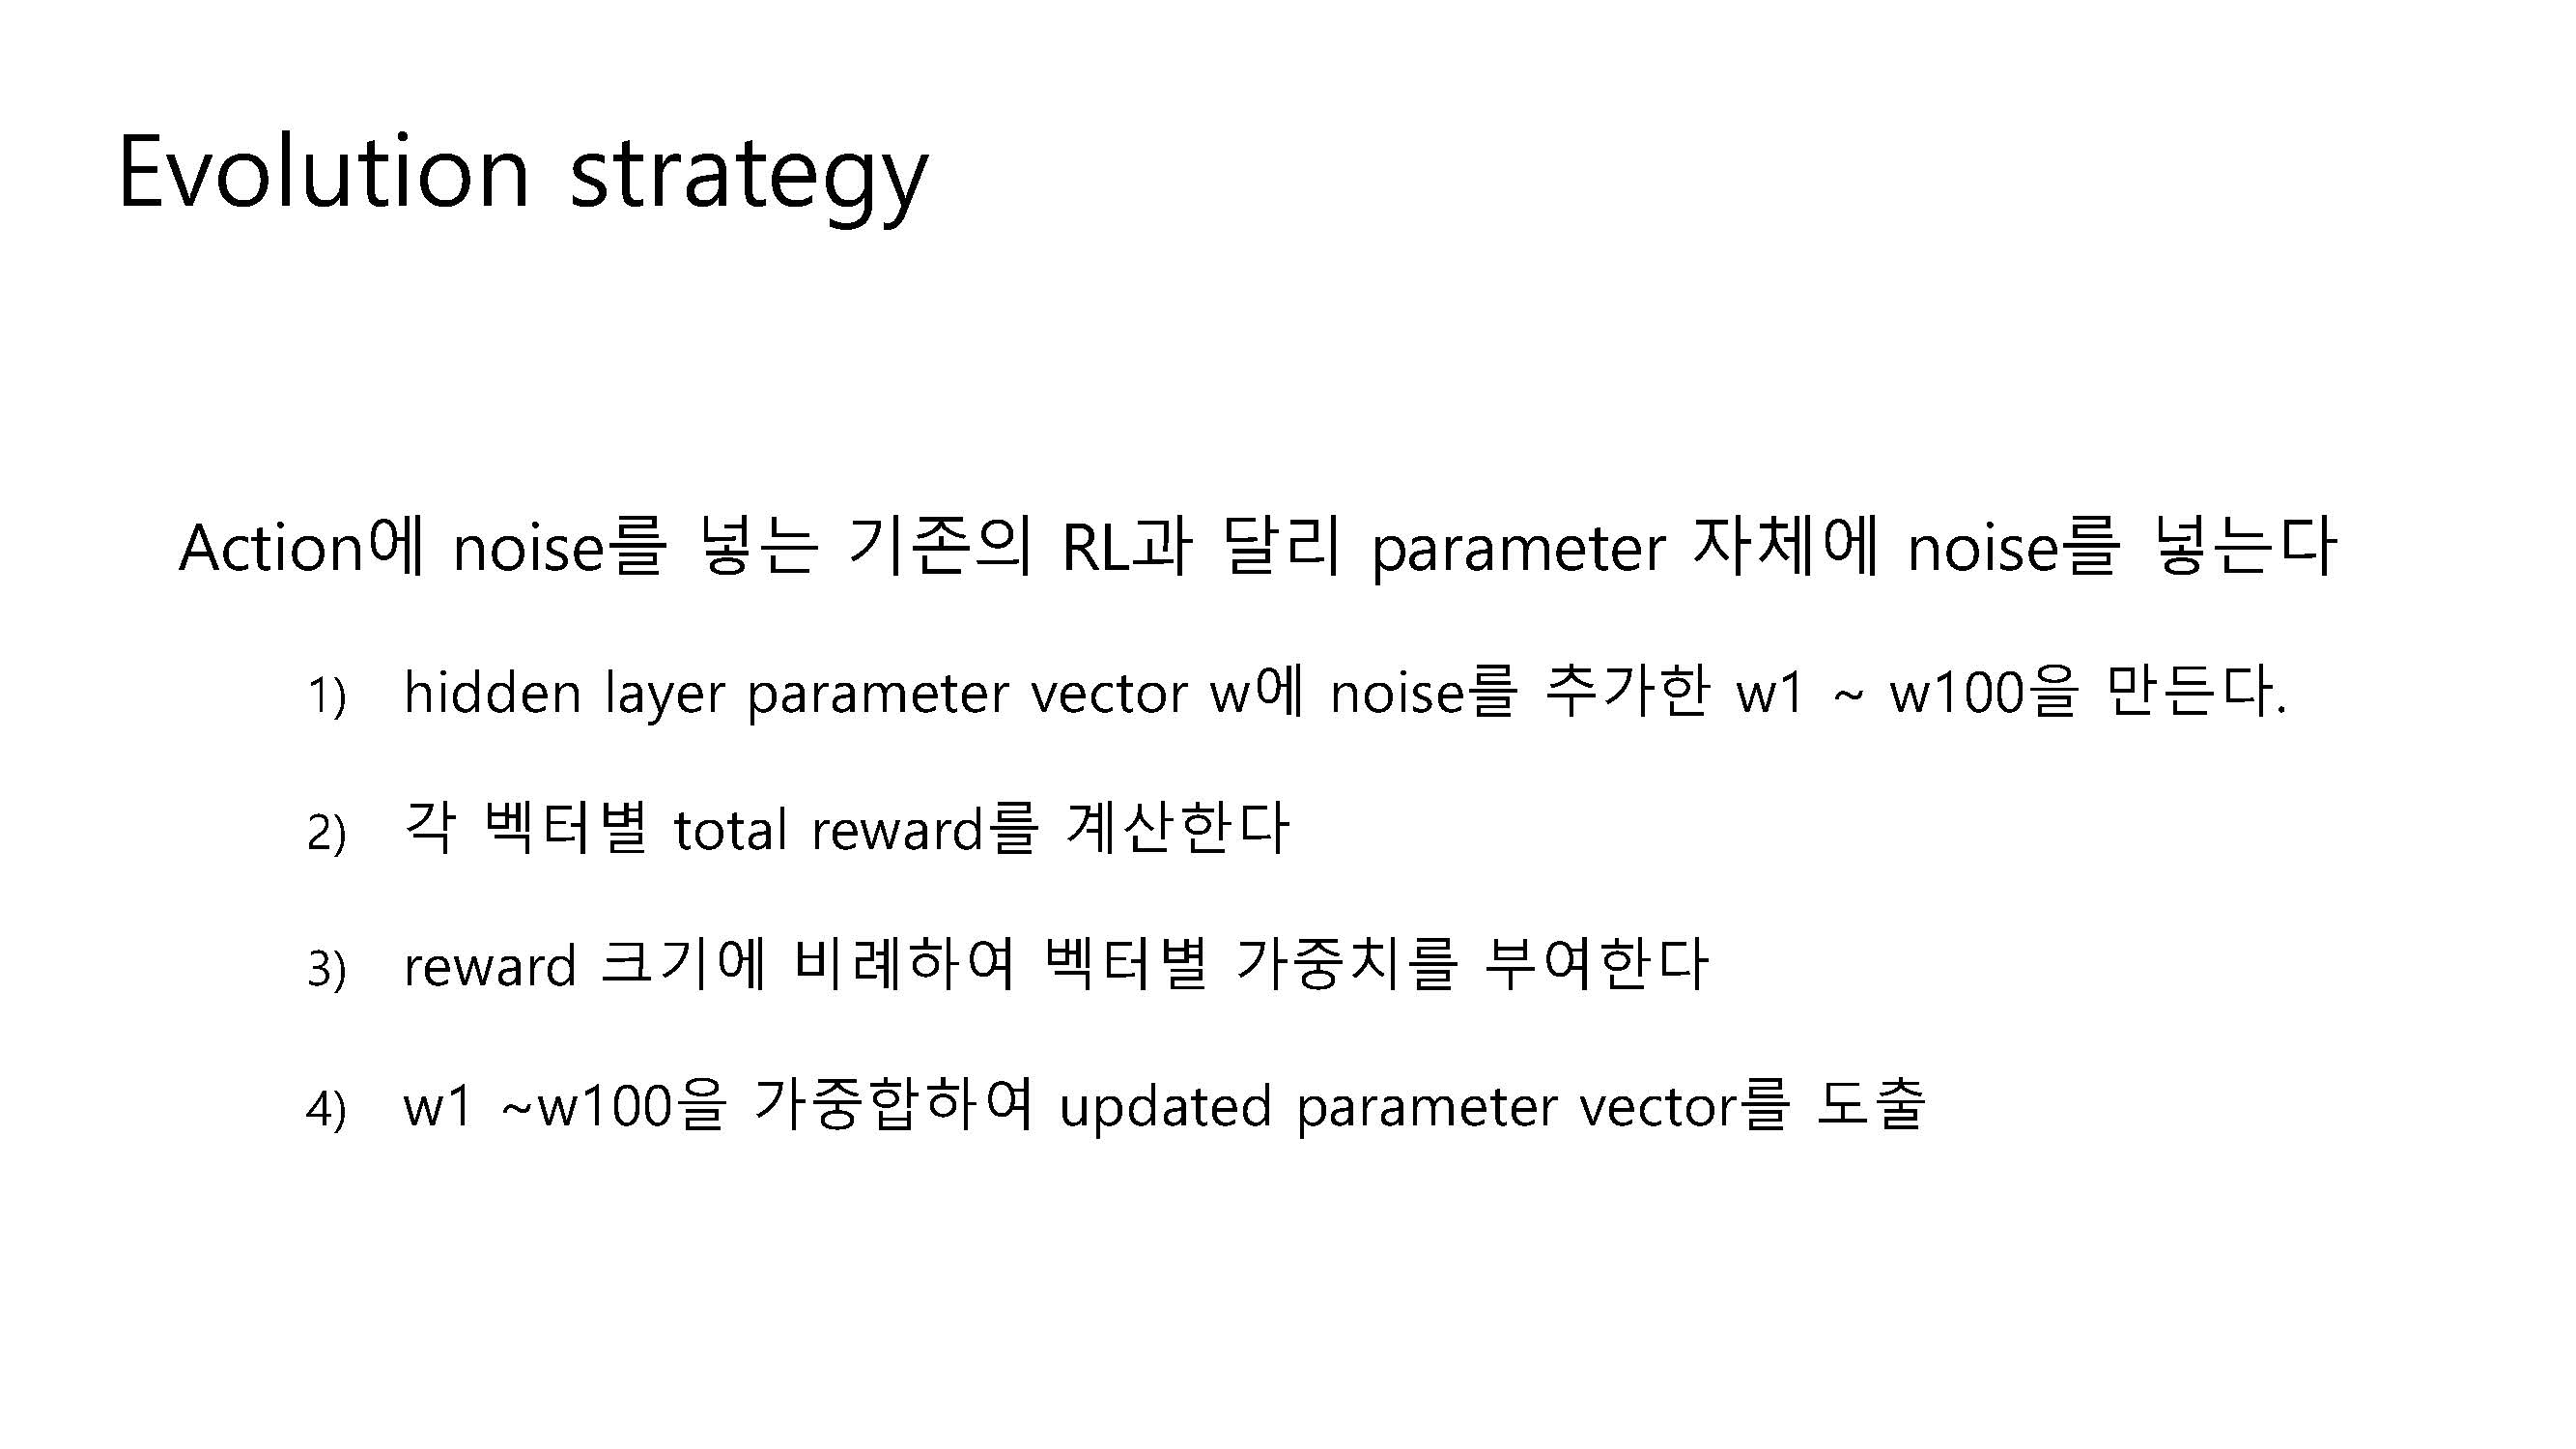 Evolution strategy
Action에 noise를 넣는 기존의 RL과 달리 parameter 자체에 noise를 넣는다
1) hidden layer parameter vector w에 noise를 추가한 w1 ~ w100을 만든다.
2) 각 벡터별 total reward를 계산한다
3) reward 크기에 비례하여 벡터별 가중치를 부여한다
4) w1 ~w100을 가중합하여 updated parameter vector를 도출